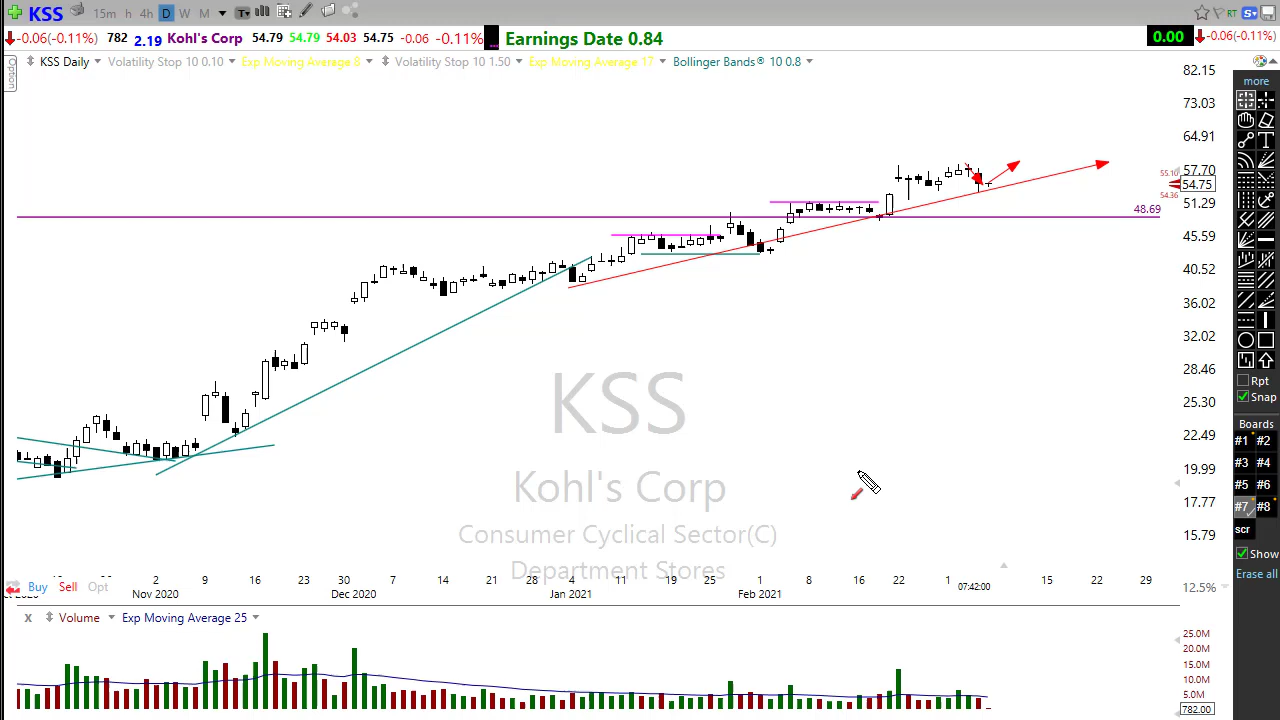 KSS 15m h 4h D W M T RT S
-0.06(-0.11%) 782 2.19 Kohl's Corp 54.79 54.79 54.03 54.75 -0.06 -0.11% Earnings Date 0.84 0.00 -0.06(-0.11%)
Option
KSS Daily Volatility Stop 10 0.10 Exp Moving Average 8 Volatility Stop 10 1.50 Exp Moving Average 17 Bollinger Bands® 10 0.8
82.15
73.03
64.91
57.70
55.10
54.75
54.36
51.29
48.69
45.59
40.52
36.02
32.02
28.46
25.30
22.49
19.99
17.77
15.79
12.5%
KSS
Kohl's Corp
Consumer Cyclical Sector(C)
Department Stores
Buy Sell Opt
2 9 16 23 30 7 14 21 28 4 11 19 25 1 8 16 22 1 15 22 29
2020 Nov 2020 Dec 2020 Jan 2021 Feb 2021 07:42:00
X Volume Exp Moving Average 25
25.0M
20.0M
15.0M
10.0M
5.0M
782.00
more
T
Rpt
Snap
Boards
#1 #2
#3 #4
#5 #6
#7 #8
scr
Show
Erase all